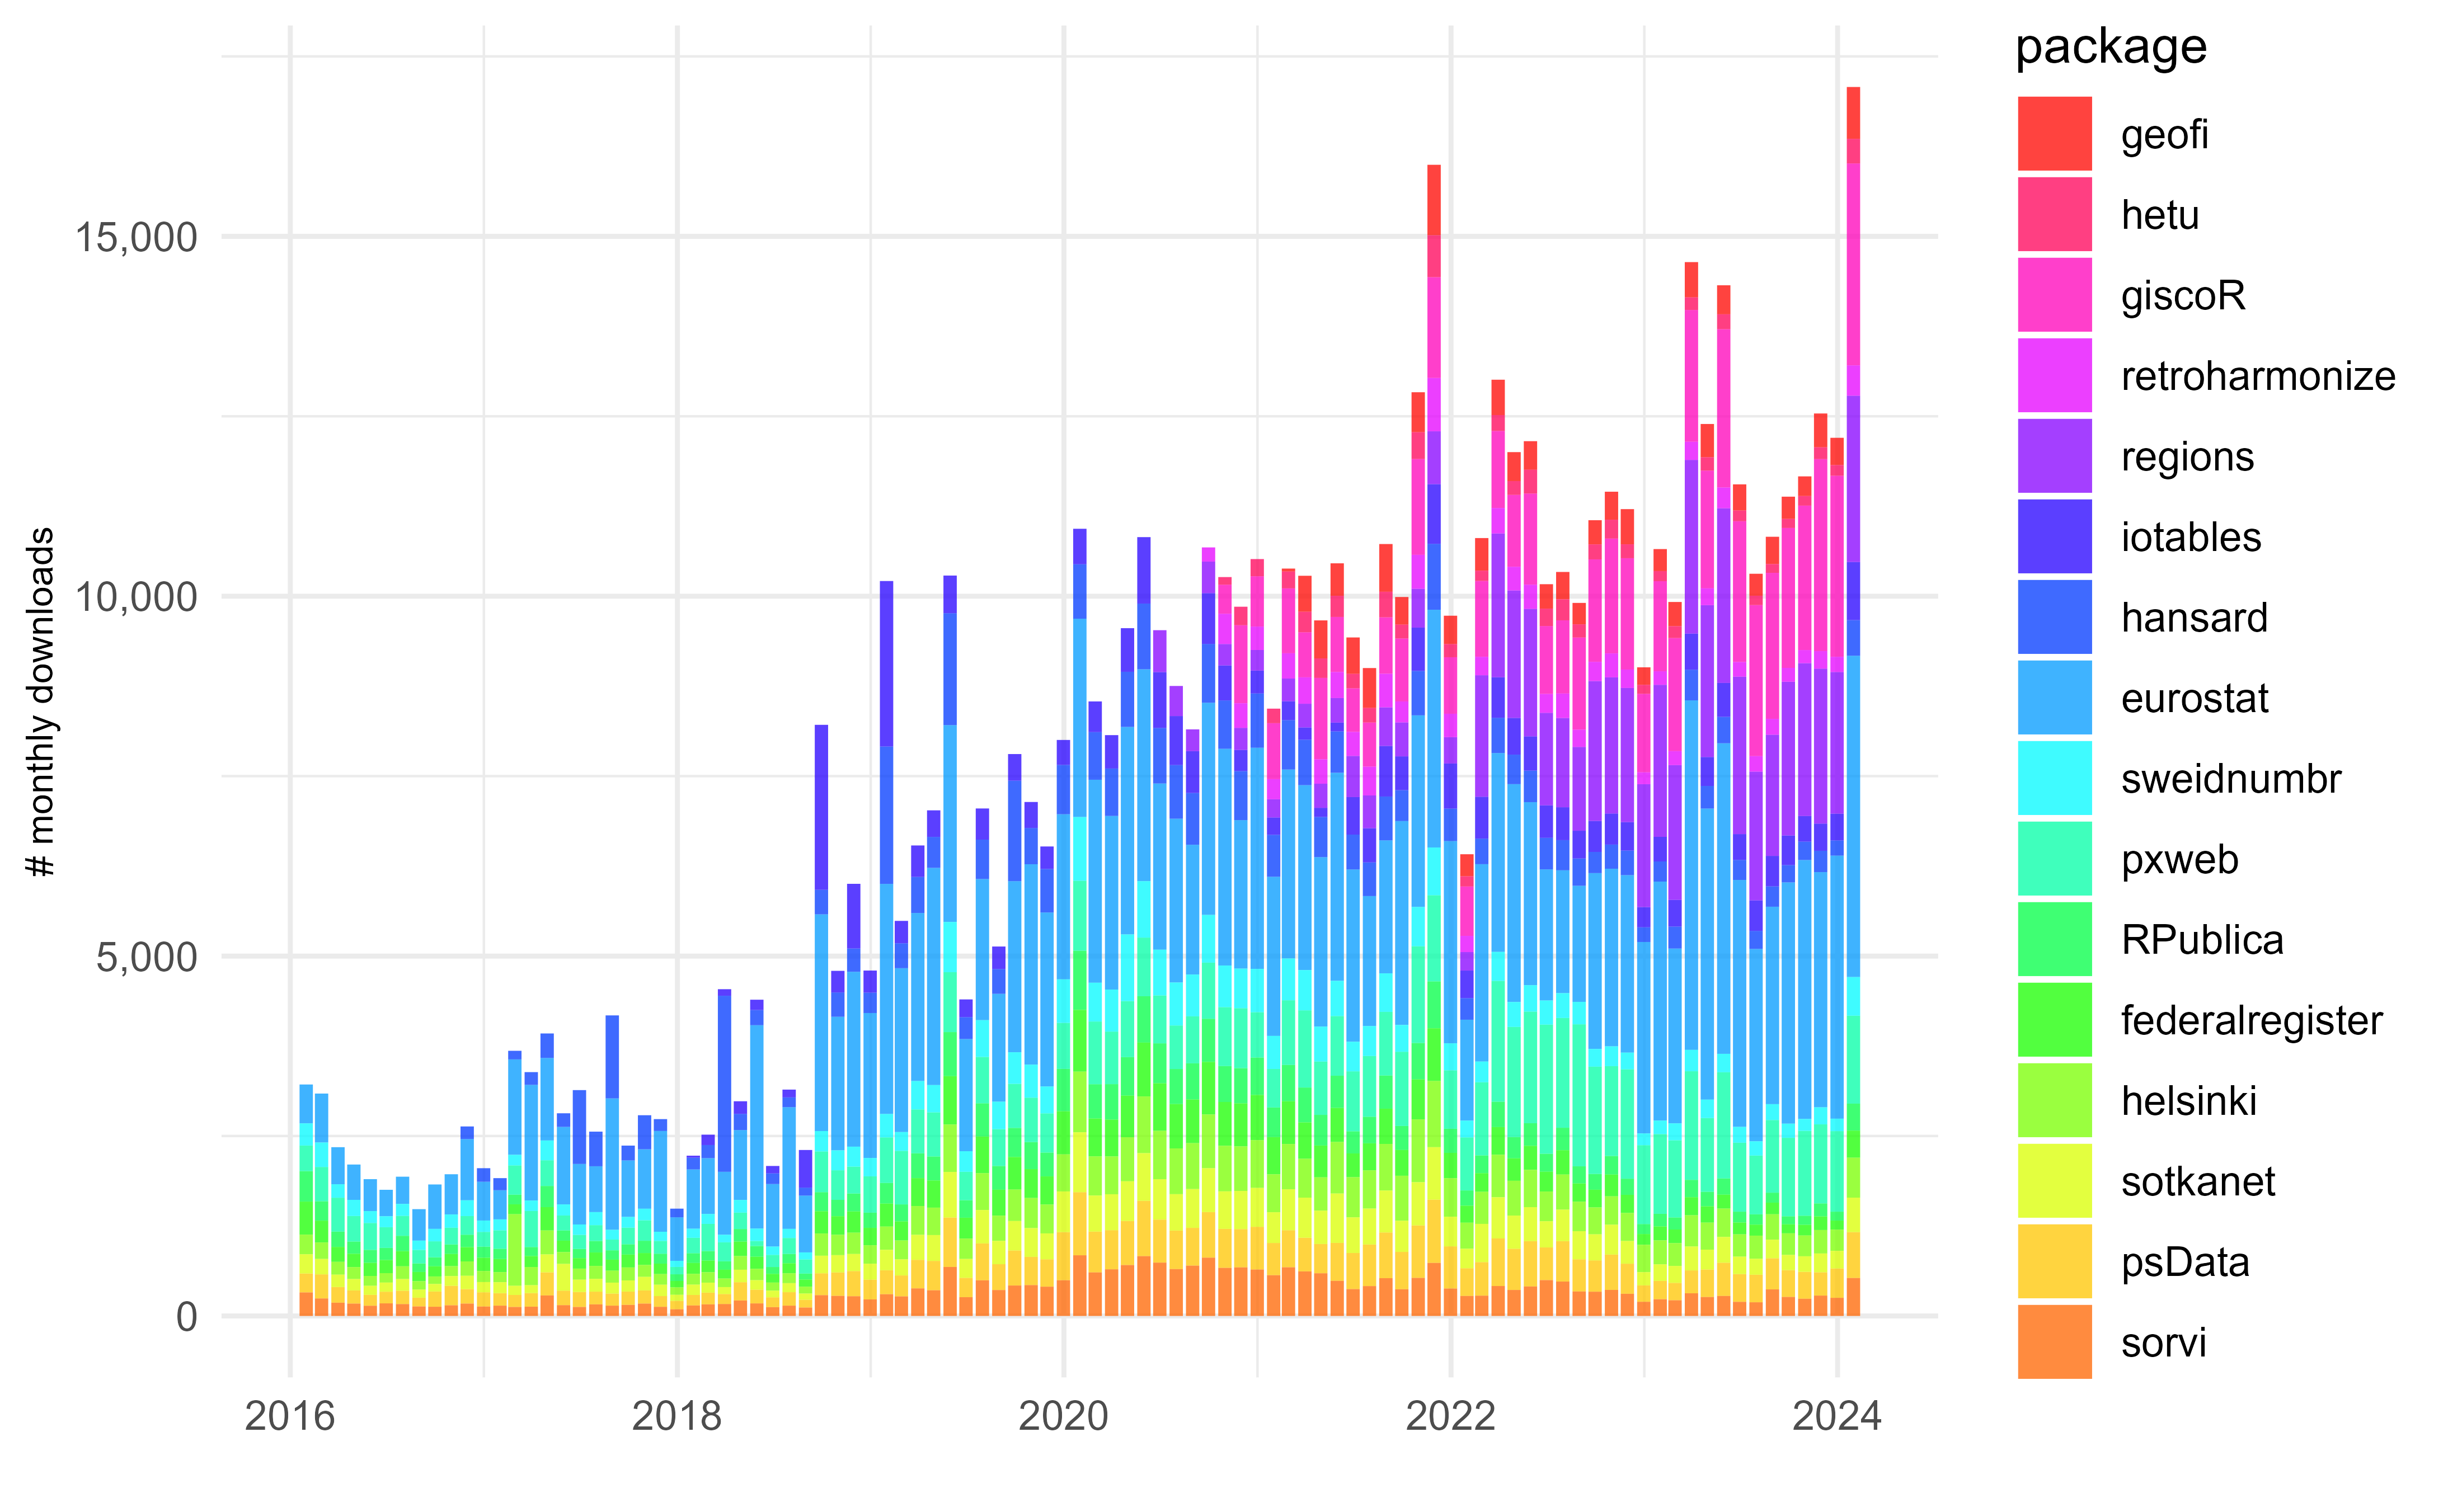 # monthly downloads
15,000
10,000
5,000
0
2016
2018
2020
2022
2024
package
geofi
hetu
giscoR
retroharmonize
regions
iotables
hansard
eurostat
sweidnumbr
pxweb
RPublica
federalregister
helsinki
sotkanet
psData
sorvi